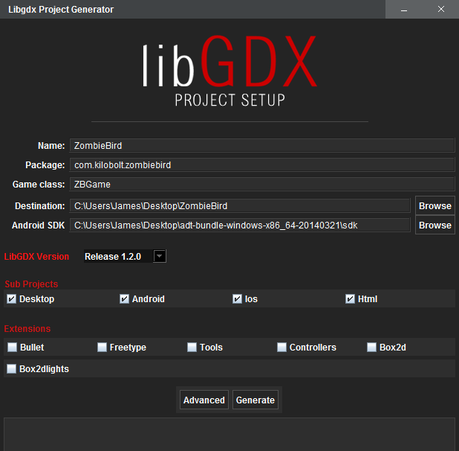 Libgdx Project Generator
libGDX
PROJECT SETUP
Name: ZombieBird
Package: com.kilobolt.zombiebird
Game class: ZBGame
Destination: C:\Users\James\Desktop\ZombieBird Browse
Android SDK C:\Users\James\Desktop\adt-bundle-windows-x86_64-20140321\sdk Browse
LibGDX Version Release 1.2.0
Sub Projects
Desktop Android Ios Html
Extensions
Bullet Freetype Tools Controllers Box2d
Box2dlights
Advanced Generate